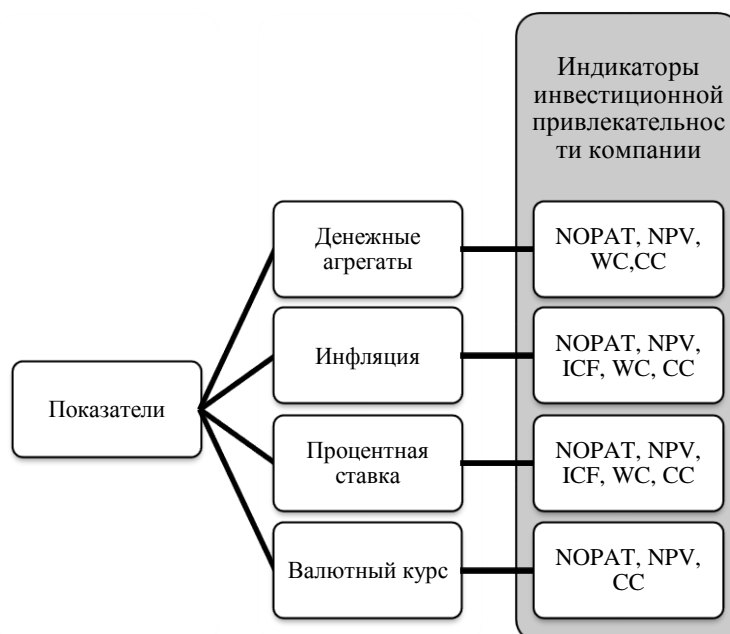 Индикаторы
инвестиционной
привлекательнос
ти компании
Денежные
агрегаты
NOPAT, NPV,
WC,CC
Инфляция
NOPAT, NPV,
ICF, WC, CC
Показатели
Процентная
ставка
NOPAT, NPV,
ICF, WC, CC
Валютный курс
NOPAT, NPV,
CC